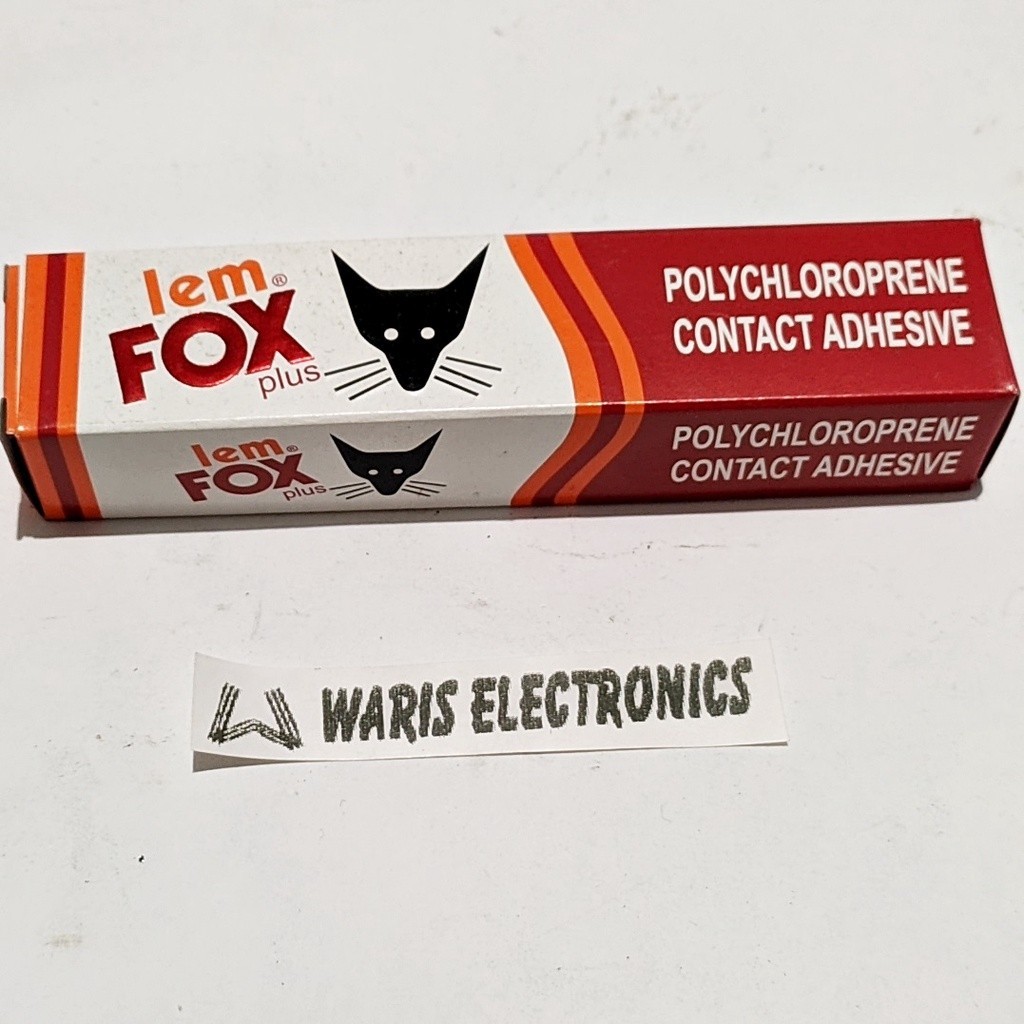 lem®
FOX
plus
POLYCHLOROPRENE
CONTACT ADHESIVE
lem®
FOX
plus
POLYCHLOROPRENE
CONTACT ADHESIVE
WARIS ELECTRONICS